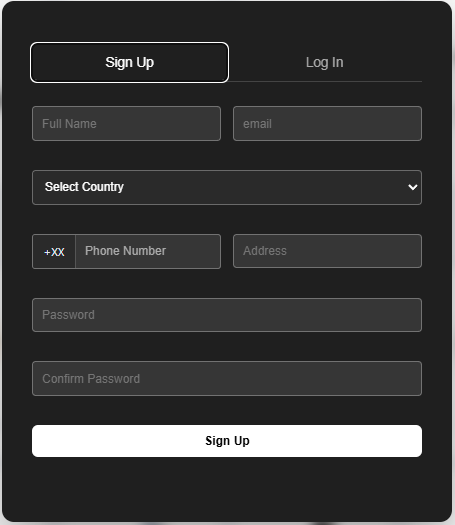 Sign Up Log In
Full Name email
Select Country
+XX Phone Number Address
Password
Confirm Password
Sign Up